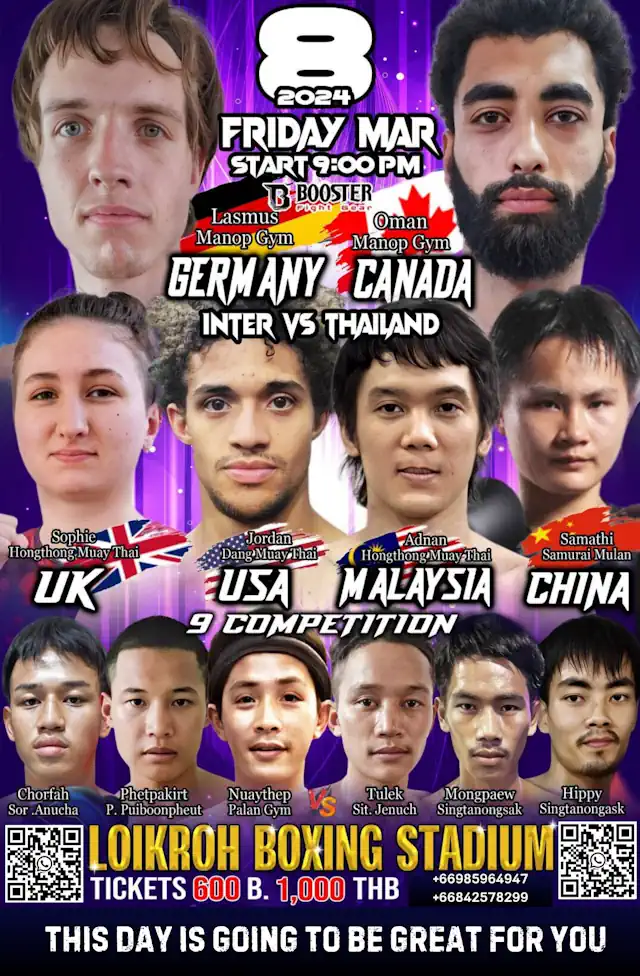 8
2024
FRIDAY MAR
START 9:00 PM
B BOOSTER
Fight Gear
Lasmus
Manop Gym
GERMANY
Oman
Manop Gym
CANADA
INTER VS THAILAND
Sophie
Hongthong Muay Thai
UK
Jordan
Dang Muay Thai
USA
Adnan
Hongthong Muay Thai
MALAYSIA
Samathi
Samurai Mulan
CHINA
9 COMPETITION
Chorfah
Sor .Anucha
Phetpakirt
P. Puiboonpheut
Nuaythep
Palan Gym
VS
Tulek
Sit. Jenuch
Mongpaew
Singtanongsak
Hippy
Singtanongask
LOIKROH BOXING STADIUM
TICKETS 600 B. 1,000 THB
+66985964947
+66842578299
THIS DAY IS GOING TO BE GREAT FOR YOU